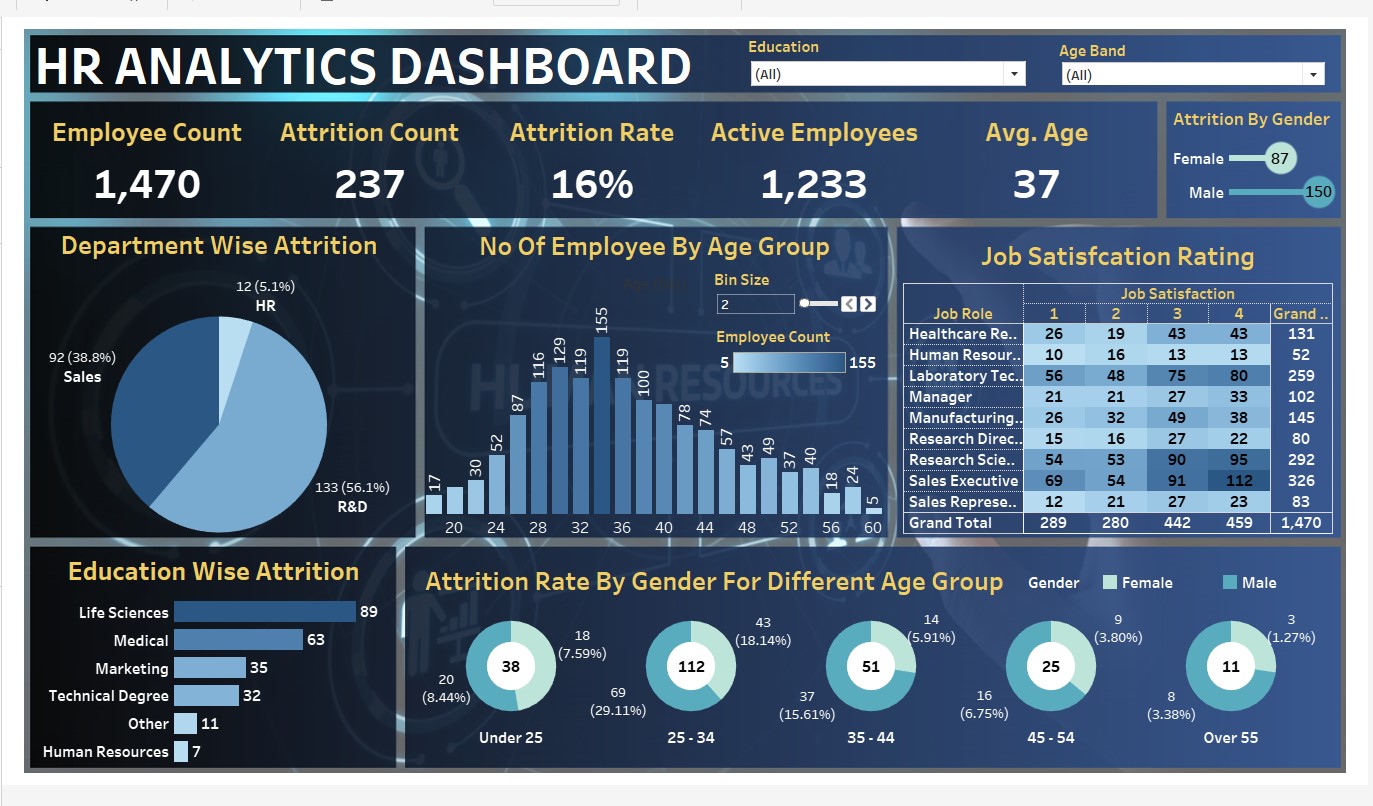 HR ANALYTICS DASHBOARD
Education
(All)
Age Band
(All)
Employee Count
Attrition Count
Attrition Rate
Active Employees
Avg. Age
1,470
237
16%
1,233
37
Attrition By Gender
Female 87
Male 150
Department Wise Attrition
12 (5.1%)
HR
92 (38.8%)
Sales
133 (56.1%)
R&D
No Of Employee By Age Group
Bin Size
2
Employee Count
5 155
17 30 52 87 116 129 119 155 119 100 78 74 57 43 49 37 40 18 24 5
20 24 28 32 36 40 44 48 52 56 60
HUMAN RESOURCES
Job Satisfcation Rating
Job Satisfaction
Job Role 1 2 3 4 Grand ..
Healthcare Re.. 26 19 43 43 131
Human Resour.. 10 16 13 13 52
Laboratory Tec.. 56 48 75 80 259
Manager 21 21 27 33 102
Manufacturing.. 26 32 49 38 145
Research Direc.. 15 16 27 22 80
Research Scie.. 54 53 90 95 292
Sales Executive 69 54 91 112 326
Sales Represe.. 12 21 27 23 83
Grand Total 289 280 442 459 1,470
Education Wise Attrition
Life Sciences 89
Medical 63
Marketing 35
Technical Degree 32
Other 11
Human Resources 7
Attrition Rate By Gender For Different Age Group
Gender Female Male
38
18
(7.59%)
20
(8.44%)
Under 25
112
43
(18.14%)
69
(29.11%)
25 - 34
51
14
(5.91%)
37
(15.61%)
35 - 44
25
9
(3.80%)
16
(6.75%)
45 - 54
11
3
(1.27%)
8
(3.38%)
Over 55